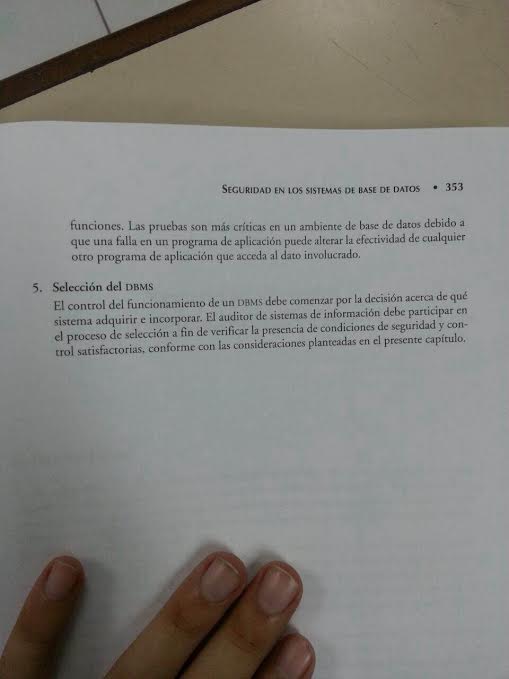 SEGURIDAD EN LOS SISTEMAS DE BASE DE DATOS • 353
funciones. Las pruebas son más críticas en un ambiente de base de datos debido a
que una falla en un programa de aplicación puede alterar la efectividad de cualquier
otro programa de aplicación que acceda al dato involucrado.
5. Selección del DBMS
El control del funcionamiento de un DBMS debe comenzar por la decisión acerca de qué
sistema adquirir e incorporar. El auditor de sistemas de información debe participar en
el proceso de selección a fin de verificar la presencia de condiciones de seguridad y con-
trol satisfactorias, conforme con las consideraciones planteadas en el presente capítulo.